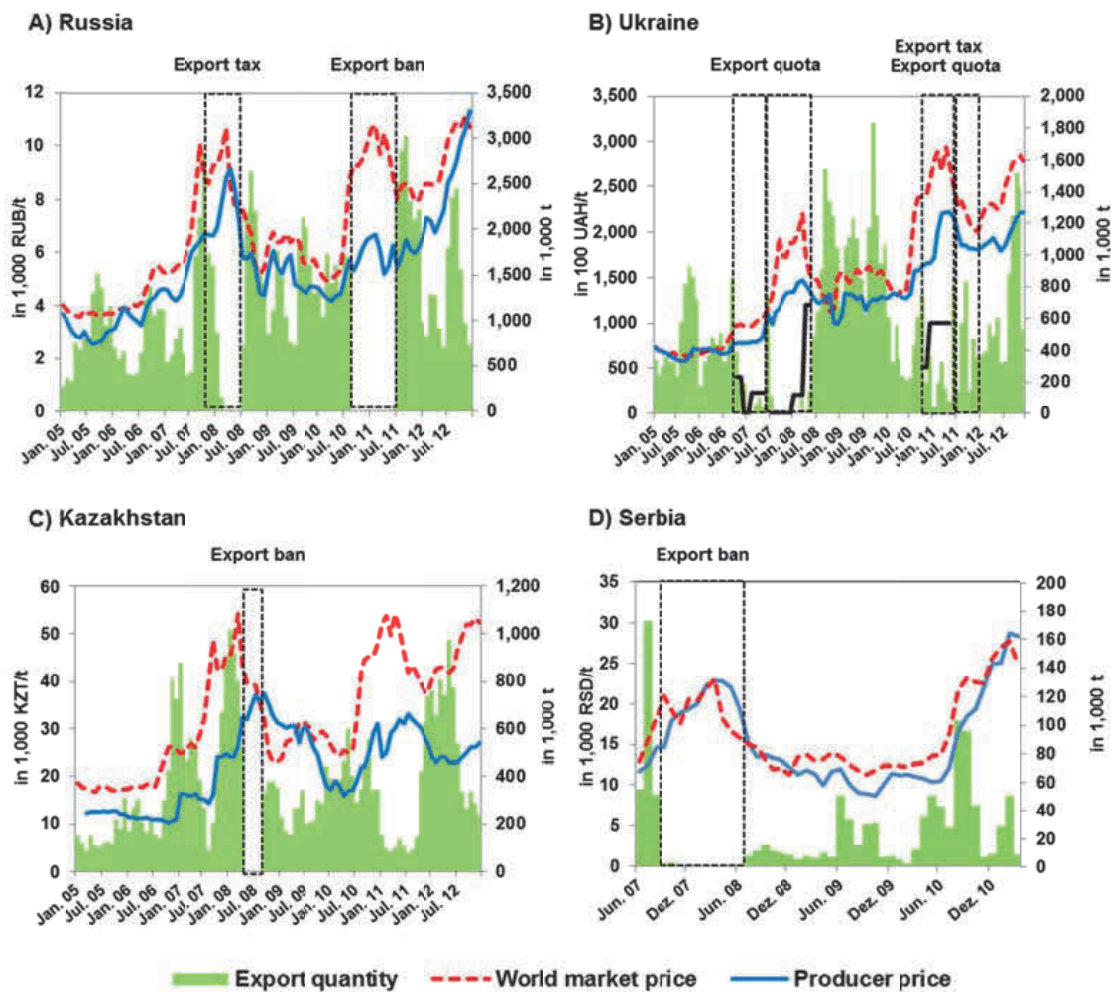 A) Russia
Export tax
Export ban
12
10
8
6
4
2
0
in 1,000 RUB/t
3,500
3,000
2,500
2,000
1,500
1,000
500
0
in 1,000 t
Jan. 05
Jul. 05
Jan. 06
Jul. 06
Jan. 07
Jul. 07
Jan. 08
Jul. 08
Jan. 09
Jul. 09
Jan. 10
Jul. 10
Jan. 11
Jul. 11
Jan. 12
Jul. 12
B) Ukraine
Export quota
Export tax
Export quota
3,500
3,000
2,500
2,000
1,500
1,000
500
0
in 100 UAH/t
2,000
1,800
1,600
1,400
1,200
1,000
800
600
400
200
0
in 1,000 t
Jan. 05
Jul. 05
Jan. 06
Jul. 06
Jan. 07
Jul. 07
Jan. 08
Jul. 08
Jan. 09
Jul. 09
Jan. 10
Jul. 10
Jan. 11
Jul. 11
Jan. 12
Jul. 12
C) Kazakhstan
Export ban
60
50
40
30
20
10
0
in 1,000 KZT/t
1,200
1,000
800
600
400
200
0
in 1,000 t
Jan. 05
Jul. 05
Jan. 06
Jul. 06
Jan. 07
Jul. 07
Jan. 08
Jul. 08
Jan. 09
Jul. 09
Jan. 10
Jul. 10
Jan. 11
Jul. 11
Jan. 12
Jul. 12
D) Serbia
Export ban
35
30
25
20
15
10
5
0
in 1,000 RSD/t
200
180
160
140
120
100
80
60
40
20
0
in 1,000 t
Jun. 07
Dez. 07
Jun. 08
Dez. 08
Jun. 09
Dez. 09
Jun. 10
Dez. 10
Export quantity
World market price
Producer price